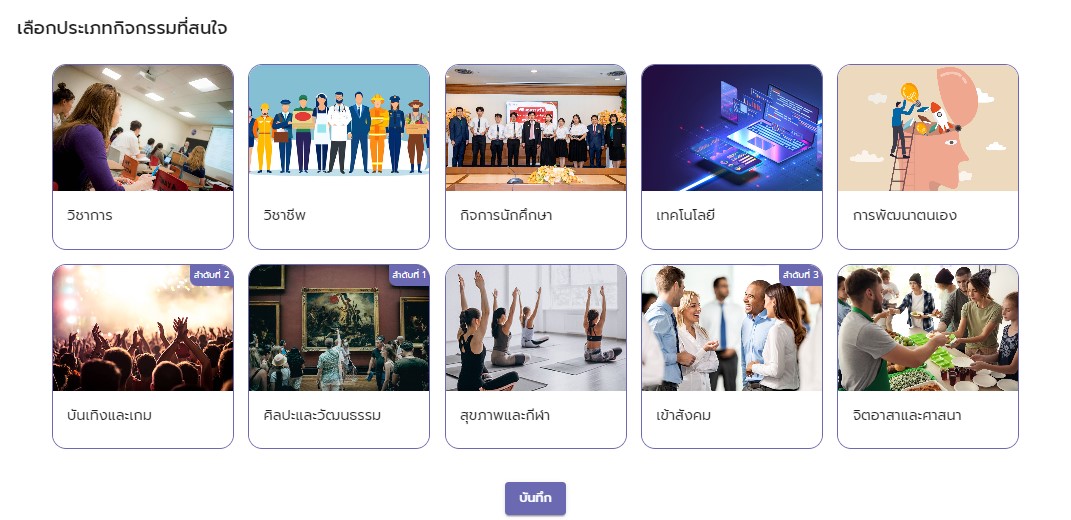 เลือกประเภทกิจกรรมที่สนใจ
วิชาการ
วิชาชีพ
กิจการนักศึกษา
เทคโนโลยี
การพัฒนาตนเอง
ลำดับที่ 2
ลำดับที่ 1
ลำดับที่ 3
บันเทิงและเกม
ศิลปะและวัฒนธรรม
สุขภาพและกีฬา
เข้าสังคม
จิตอาสาและศาสนา
บันทึก